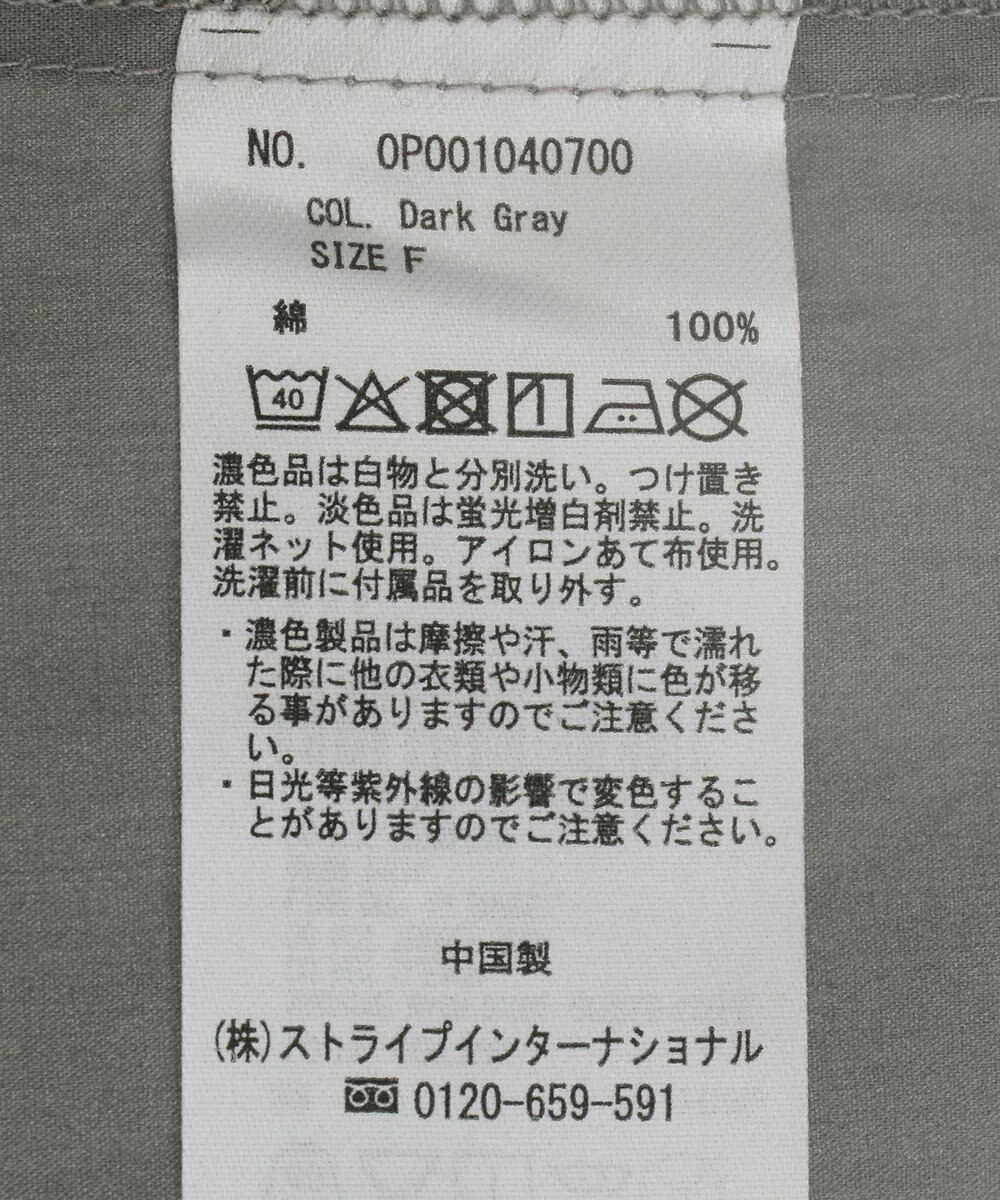 NO. 0P001040700
COL. Dark Gray
SIZE F
綿 100%
40
濃色品は白物と分別洗い。つけ置き
禁止。淡色品は蛍光増白剤禁止。洗
濯ネット使用。アイロンあて布使用。
洗濯前に付属品を取り外す。
・濃色製品は摩擦や汗、雨等で濡れ
た際に他の衣類や小物類に色が移
る事がありますのでご注意くださ
い。
・日光等紫外線の影響で変色するこ
とがありますのでご注意ください。
中国製
(株)ストライプインターナショナル
0120-659-591